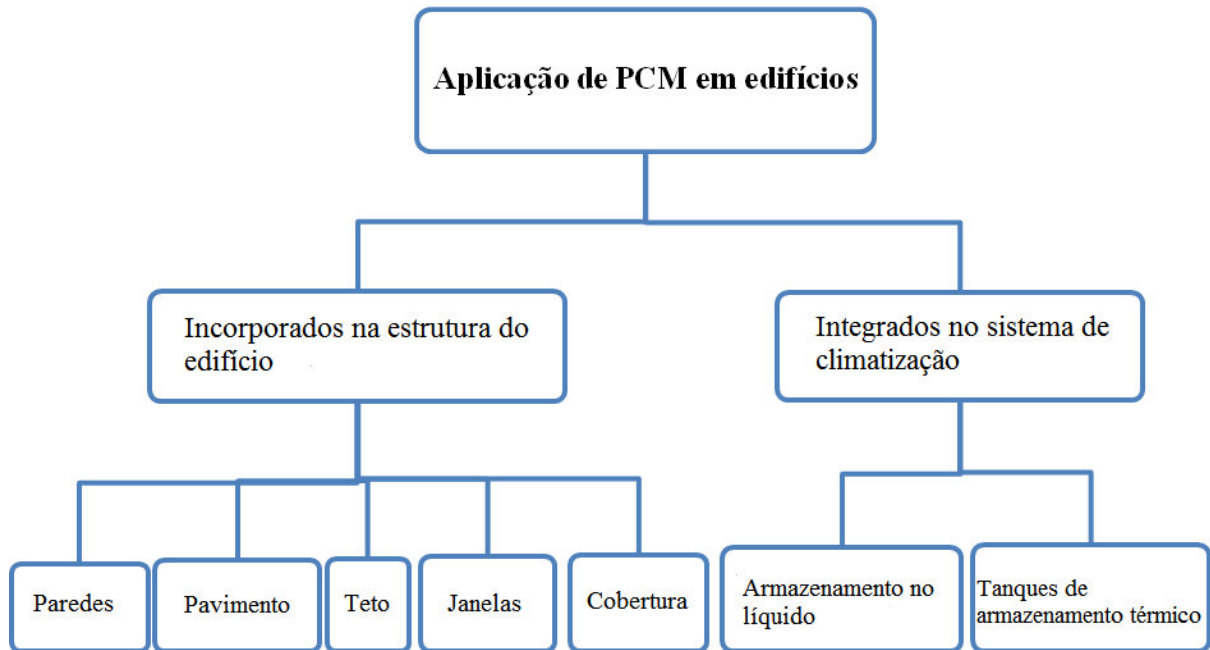 Aplicação de PCM em edifícios
Incorporados na estrutura do
edifício
Integrados no sistema de
climatização
Paredes
Pavimento
Teto
Janelas
Cobertura
Armazenamento no
líquido
Tanques de
armazenamento térmico